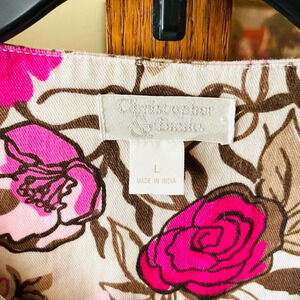 Christopher
& Banks
L
MADE IN INDIA